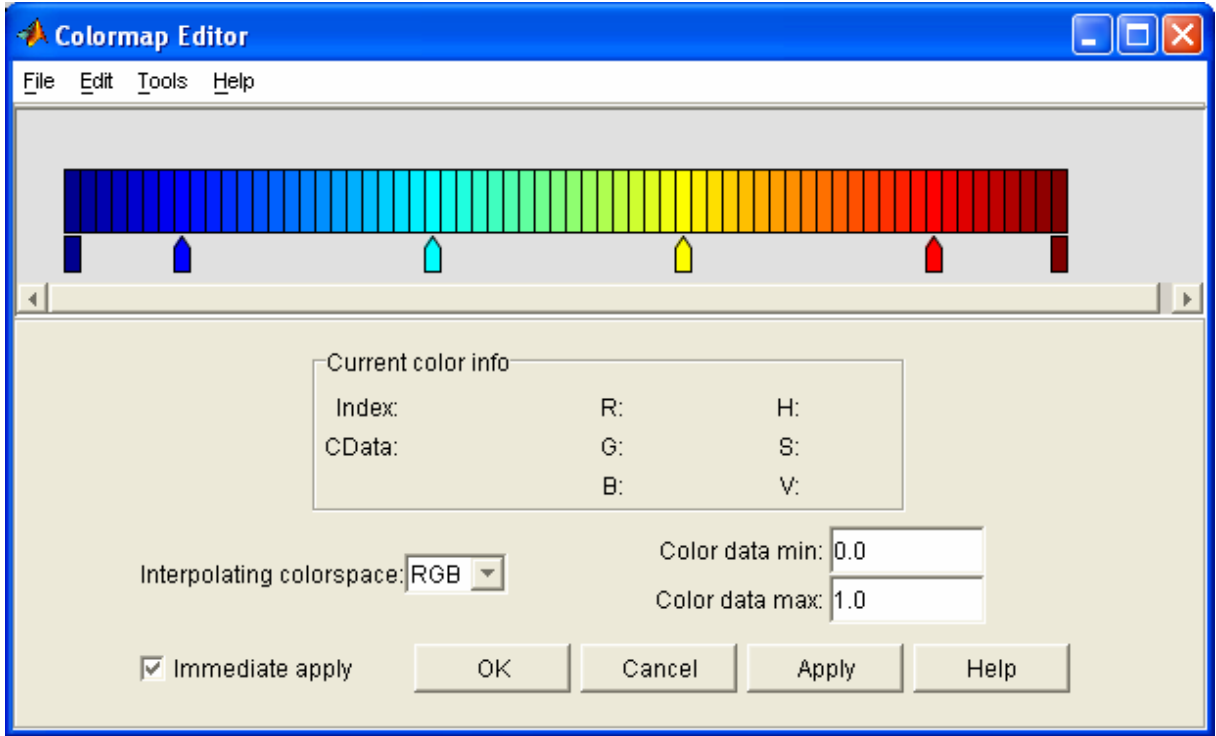 Colormap Editor
File Edit Tools Help
Current color info
Index: R: H:
CData: G: S:
B: V:
Color data min: 0.0
Interpolating colorspace: RGB
Color data max: 1.0
Immediate apply OK Cancel Apply Help